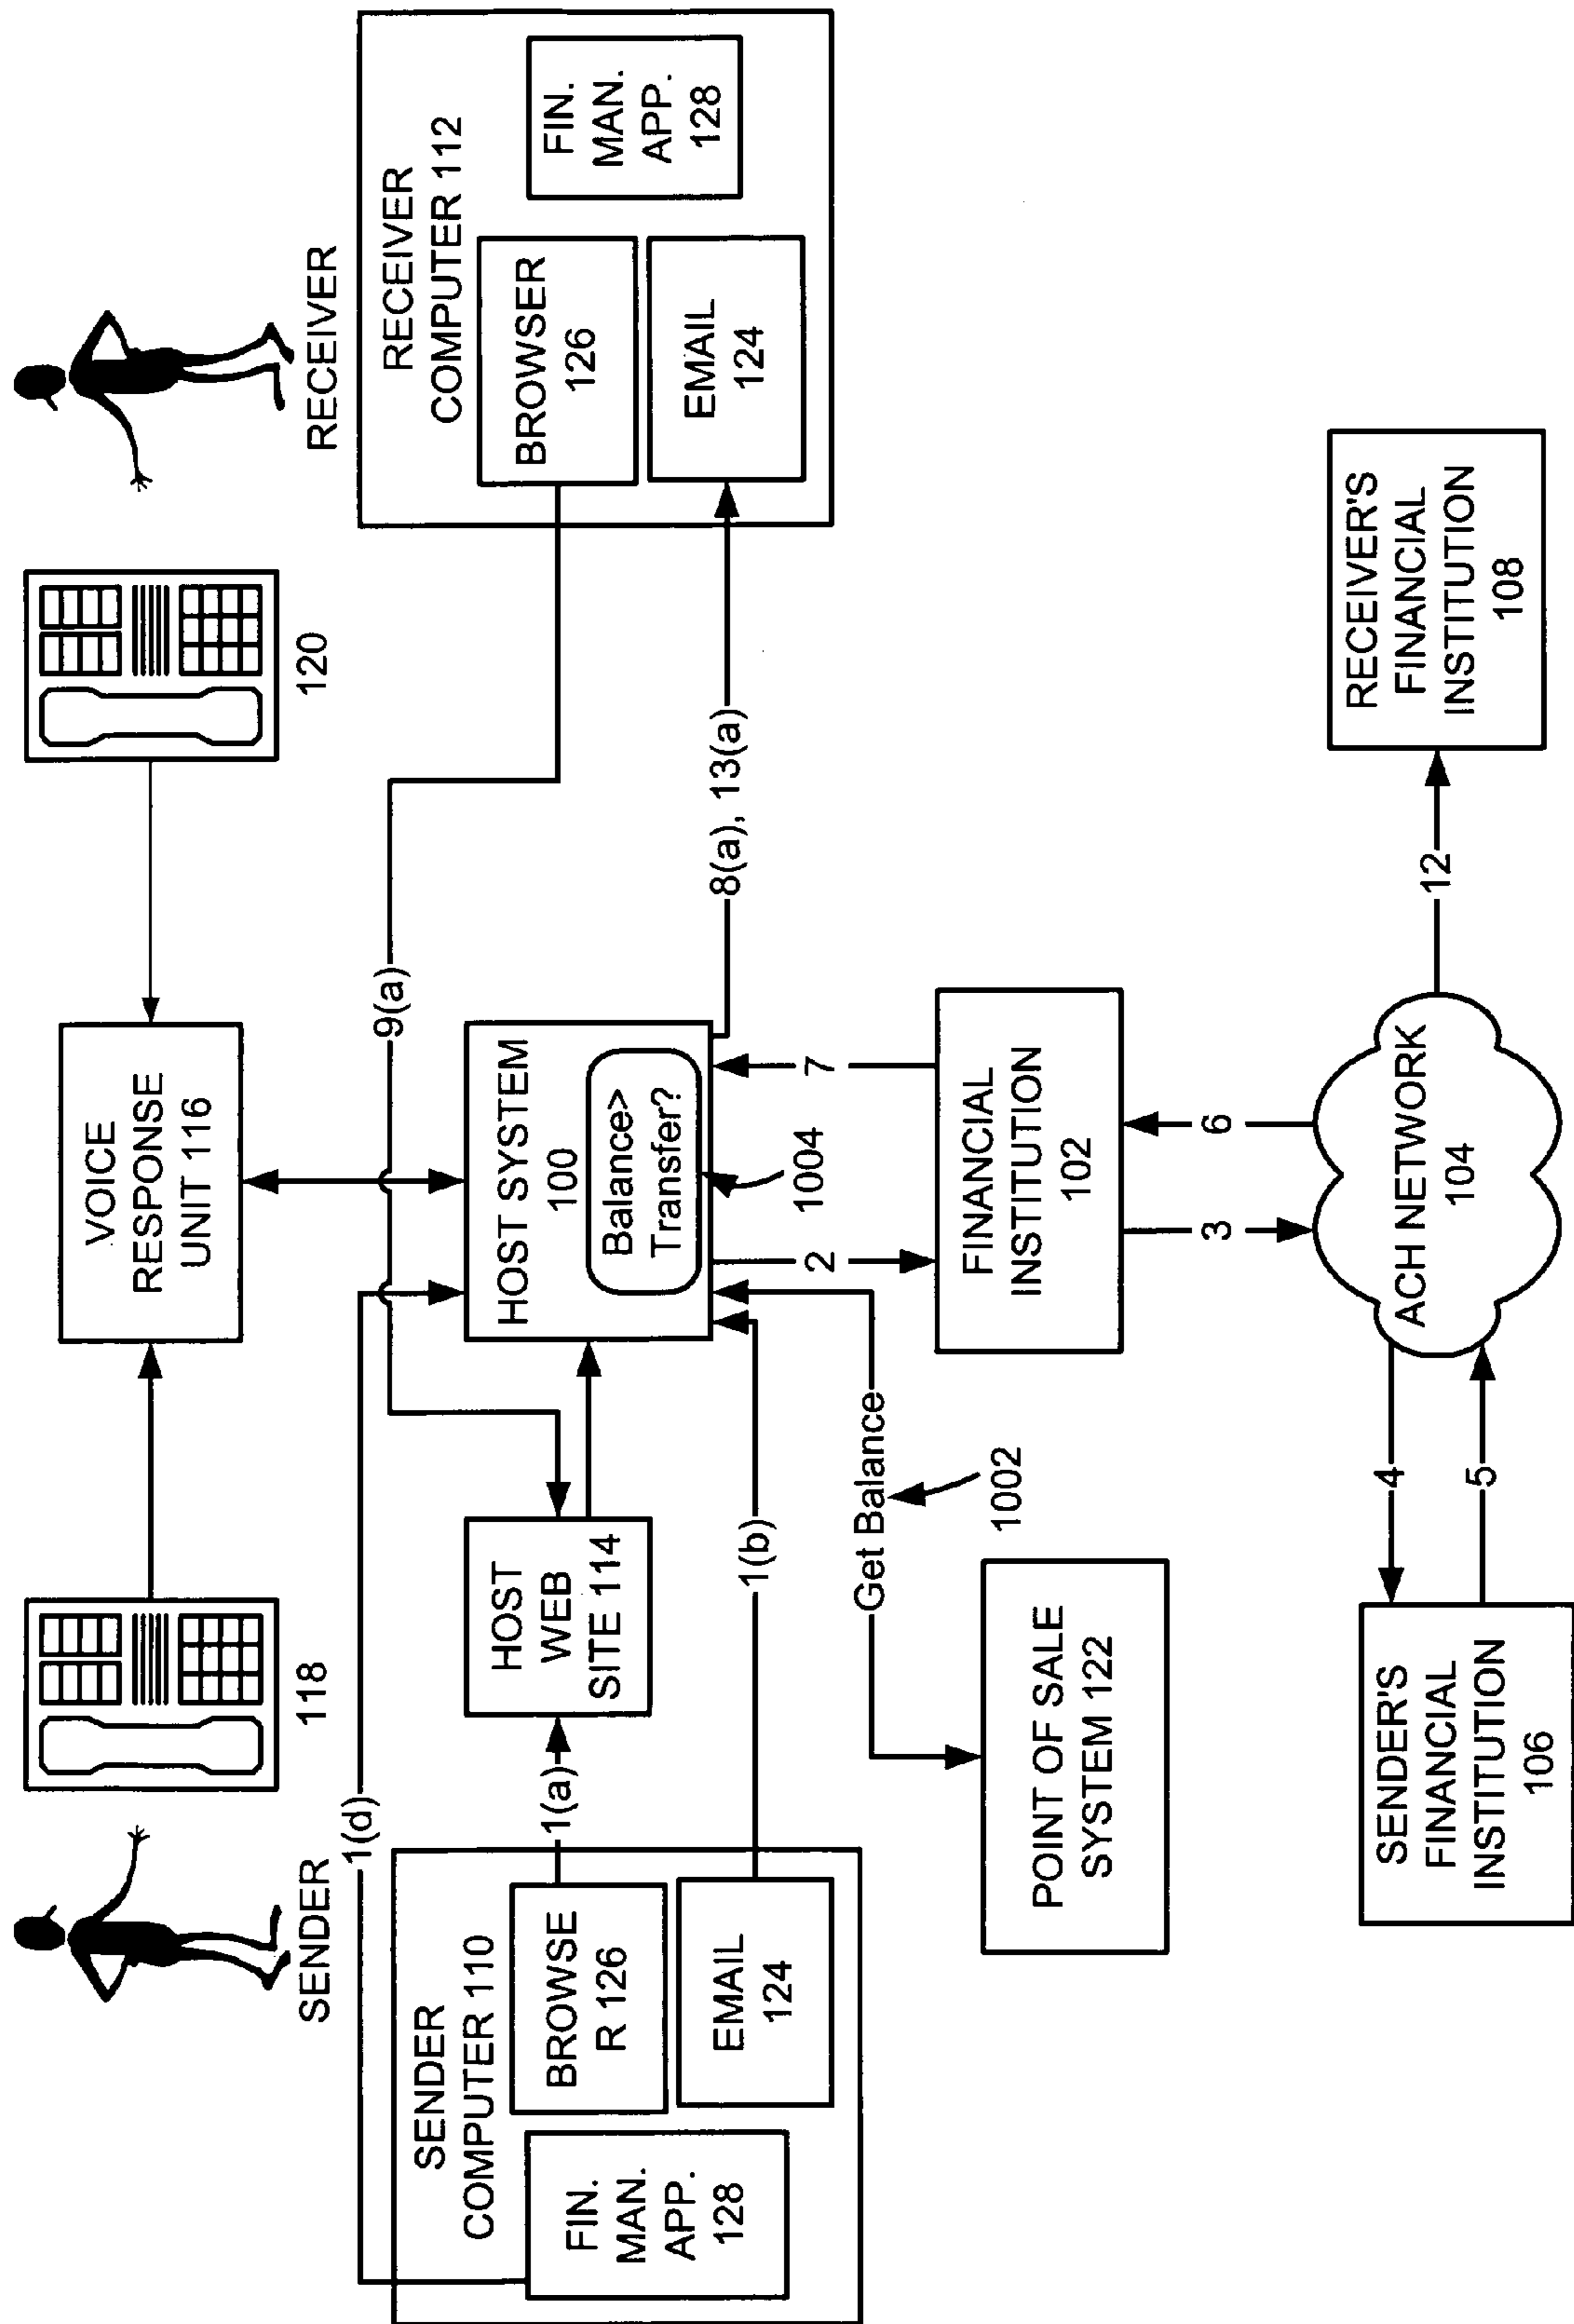 SENDER
118
120
RECEIVER
VOICE
RESPONSE
UNIT 116
1(d)
9(a)
SENDER
COMPUTER 110
FIN.
MAN.
APP.
128
BROWSE
R 126
EMAIL
124
1(a)
HOST
WEB
SITE 114
HOST SYSTEM
100
Balance>
Transfer?
1004
RECEIVER
COMPUTER 112
BROWSER
126
EMAIL
124
FIN.
MAN.
APP.
128
1(b)
8(a), 13(a)
Get Balance
1002
2
7
POINT OF SALE
SYSTEM 122
FINANCIAL
INSTITUTION
102
3
6
SENDER'S
FINANCIAL
INSTITUTION
106
4
5
ACH NETWORK
104
12
RECEIVER'S
FINANCIAL
INSTITUTION
108